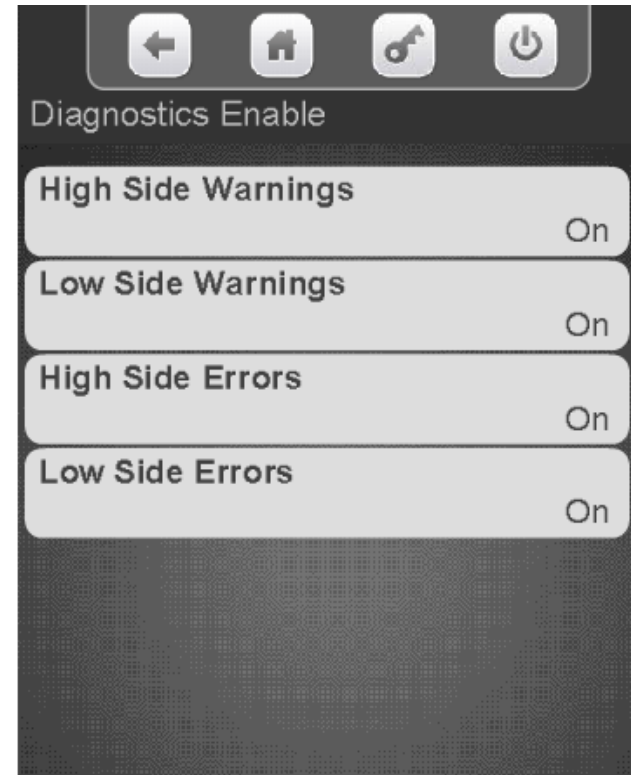 Diagnostics Enable
High Side Warnings
On
Low Side Warnings
On
High Side Errors
On
Low Side Errors
On